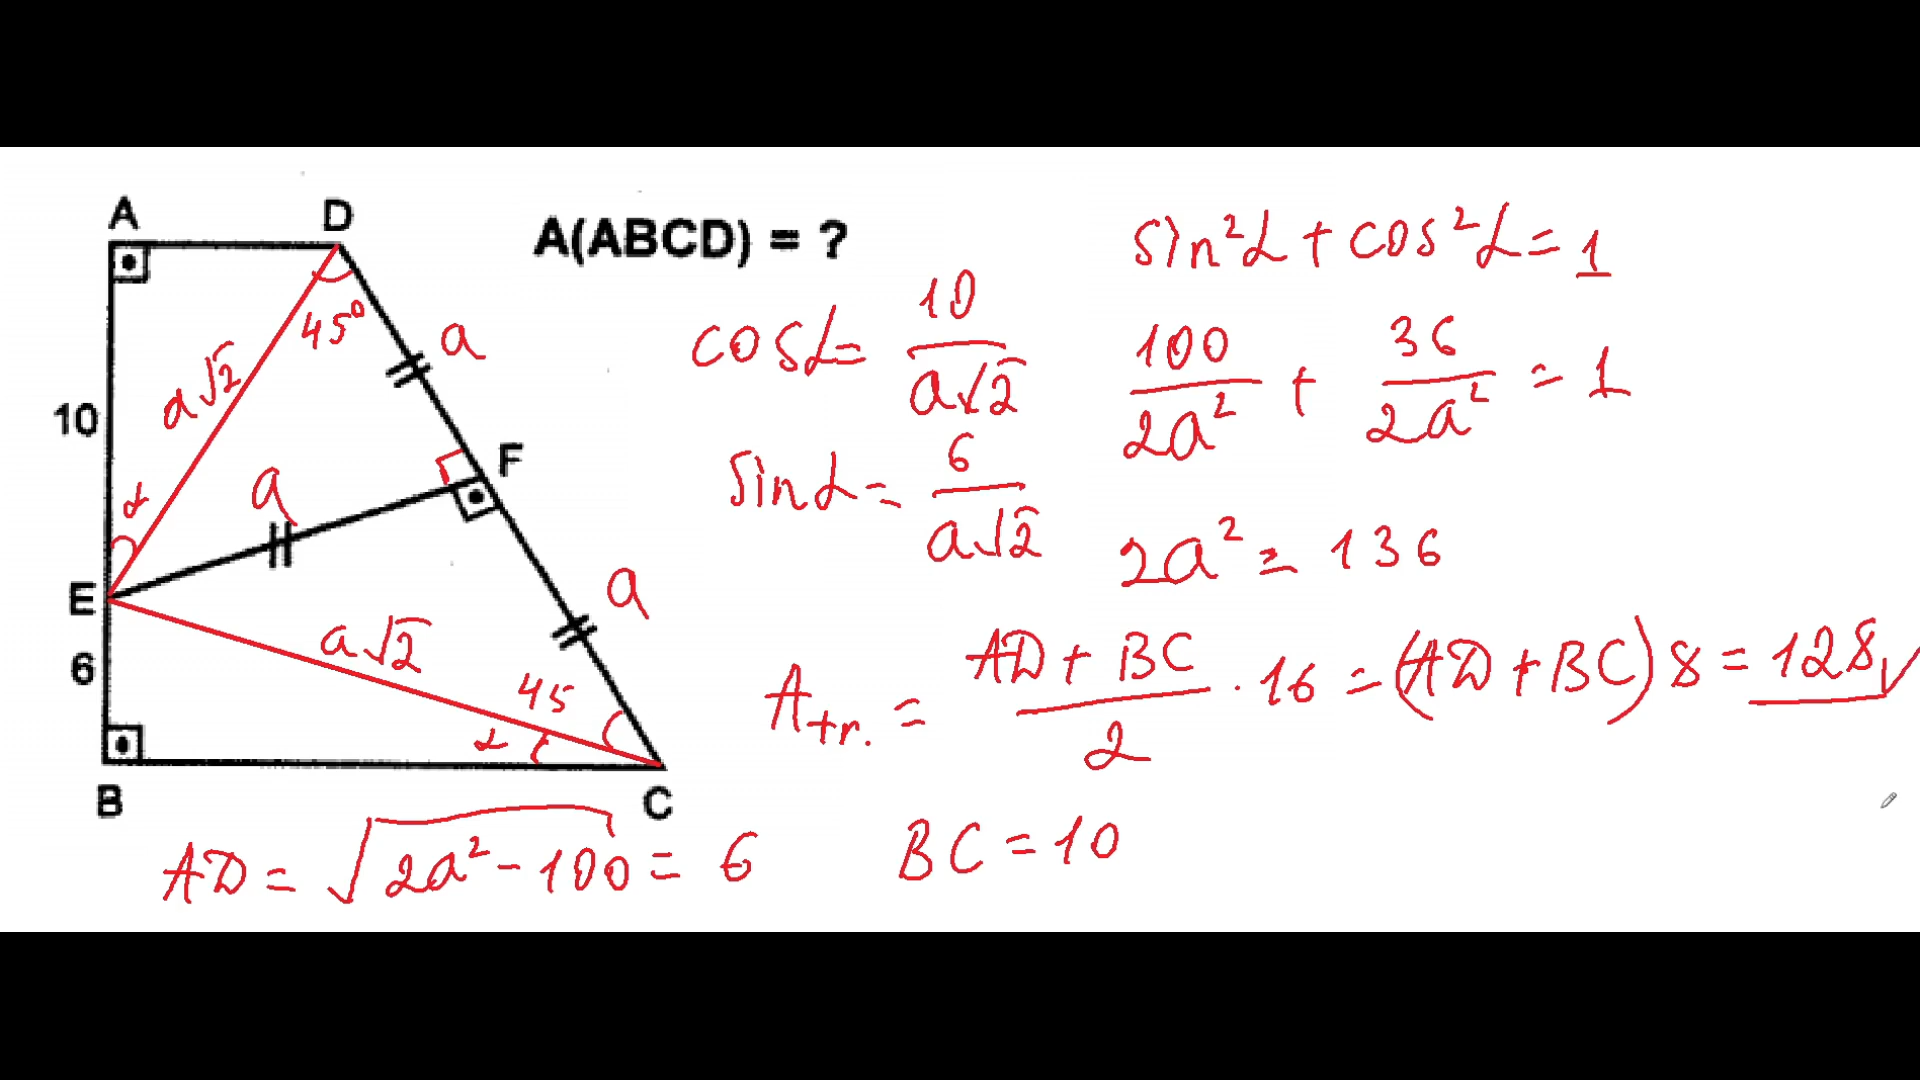 A D
A(ABCD) = ?
sin²α + cos²α = 1
45°
a
a√2
cosα = 10/a√2
100/2a² + 36/2a² = 1
10
α
a
F
sinα = 6/a√2
2a² = 136
E
a
a√2
6
45
α
Atr. = AD + BC/2 · 16 = (AD + BC) 8 = 128
B C
AD = √2a² - 100 = 6
BC = 10